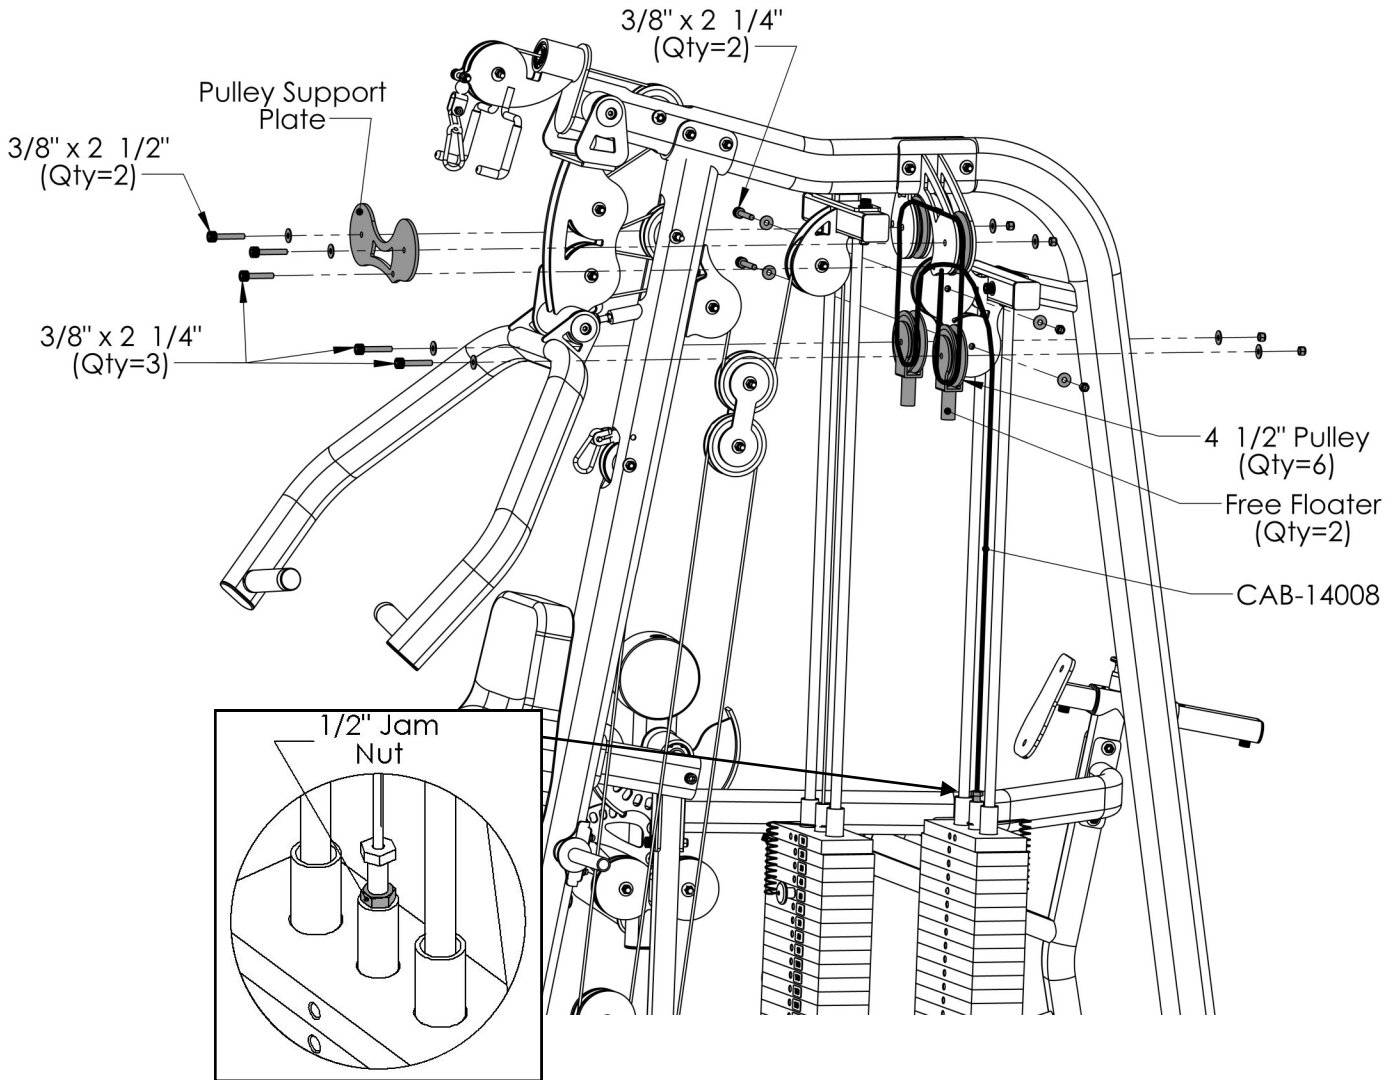 3/8" x 2 1/4"
(Qty=2)
Pulley Support
Plate
3/8" x 2 1/2"
(Qty=2)
3/8" x 2 1/4"
(Qty=3)
4 1/2" Pulley
(Qty=6)
Free Floater
(Qty=2)
CAB-14008
1/2" Jam
Nut